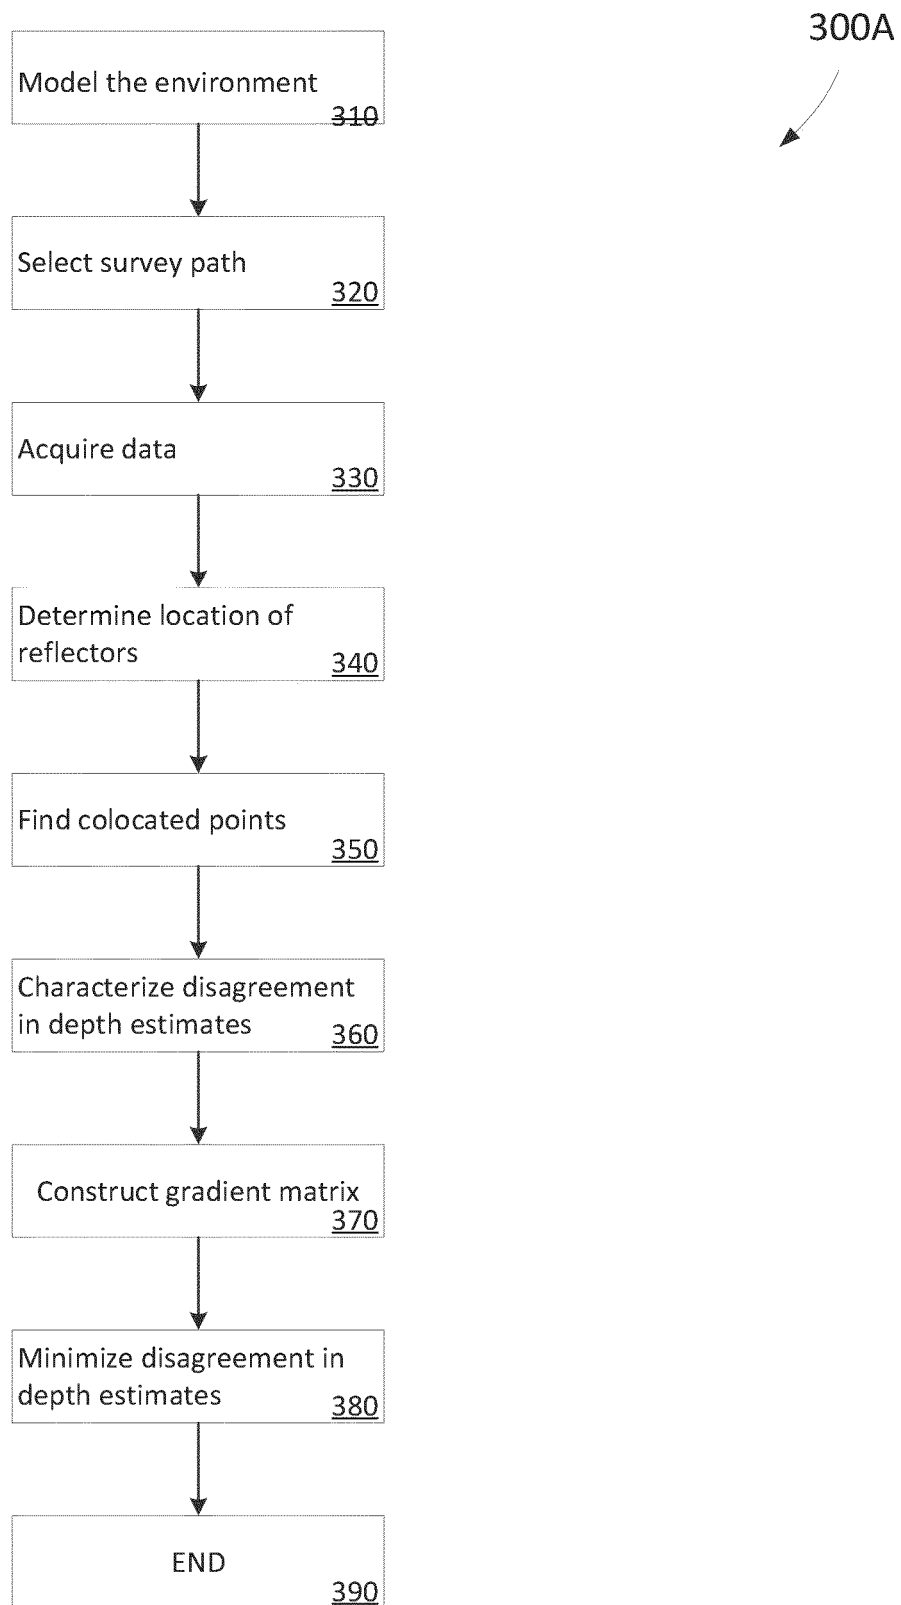 300A
Model the environment
310
Select survey path
320
Acquire data
330
Determine location of
reflectors
340
Find colocated points
350
Characterize disagreement
in depth estimates
360
Construct gradient matrix
370
Minimize disagreement in
depth estimates
380
END
390